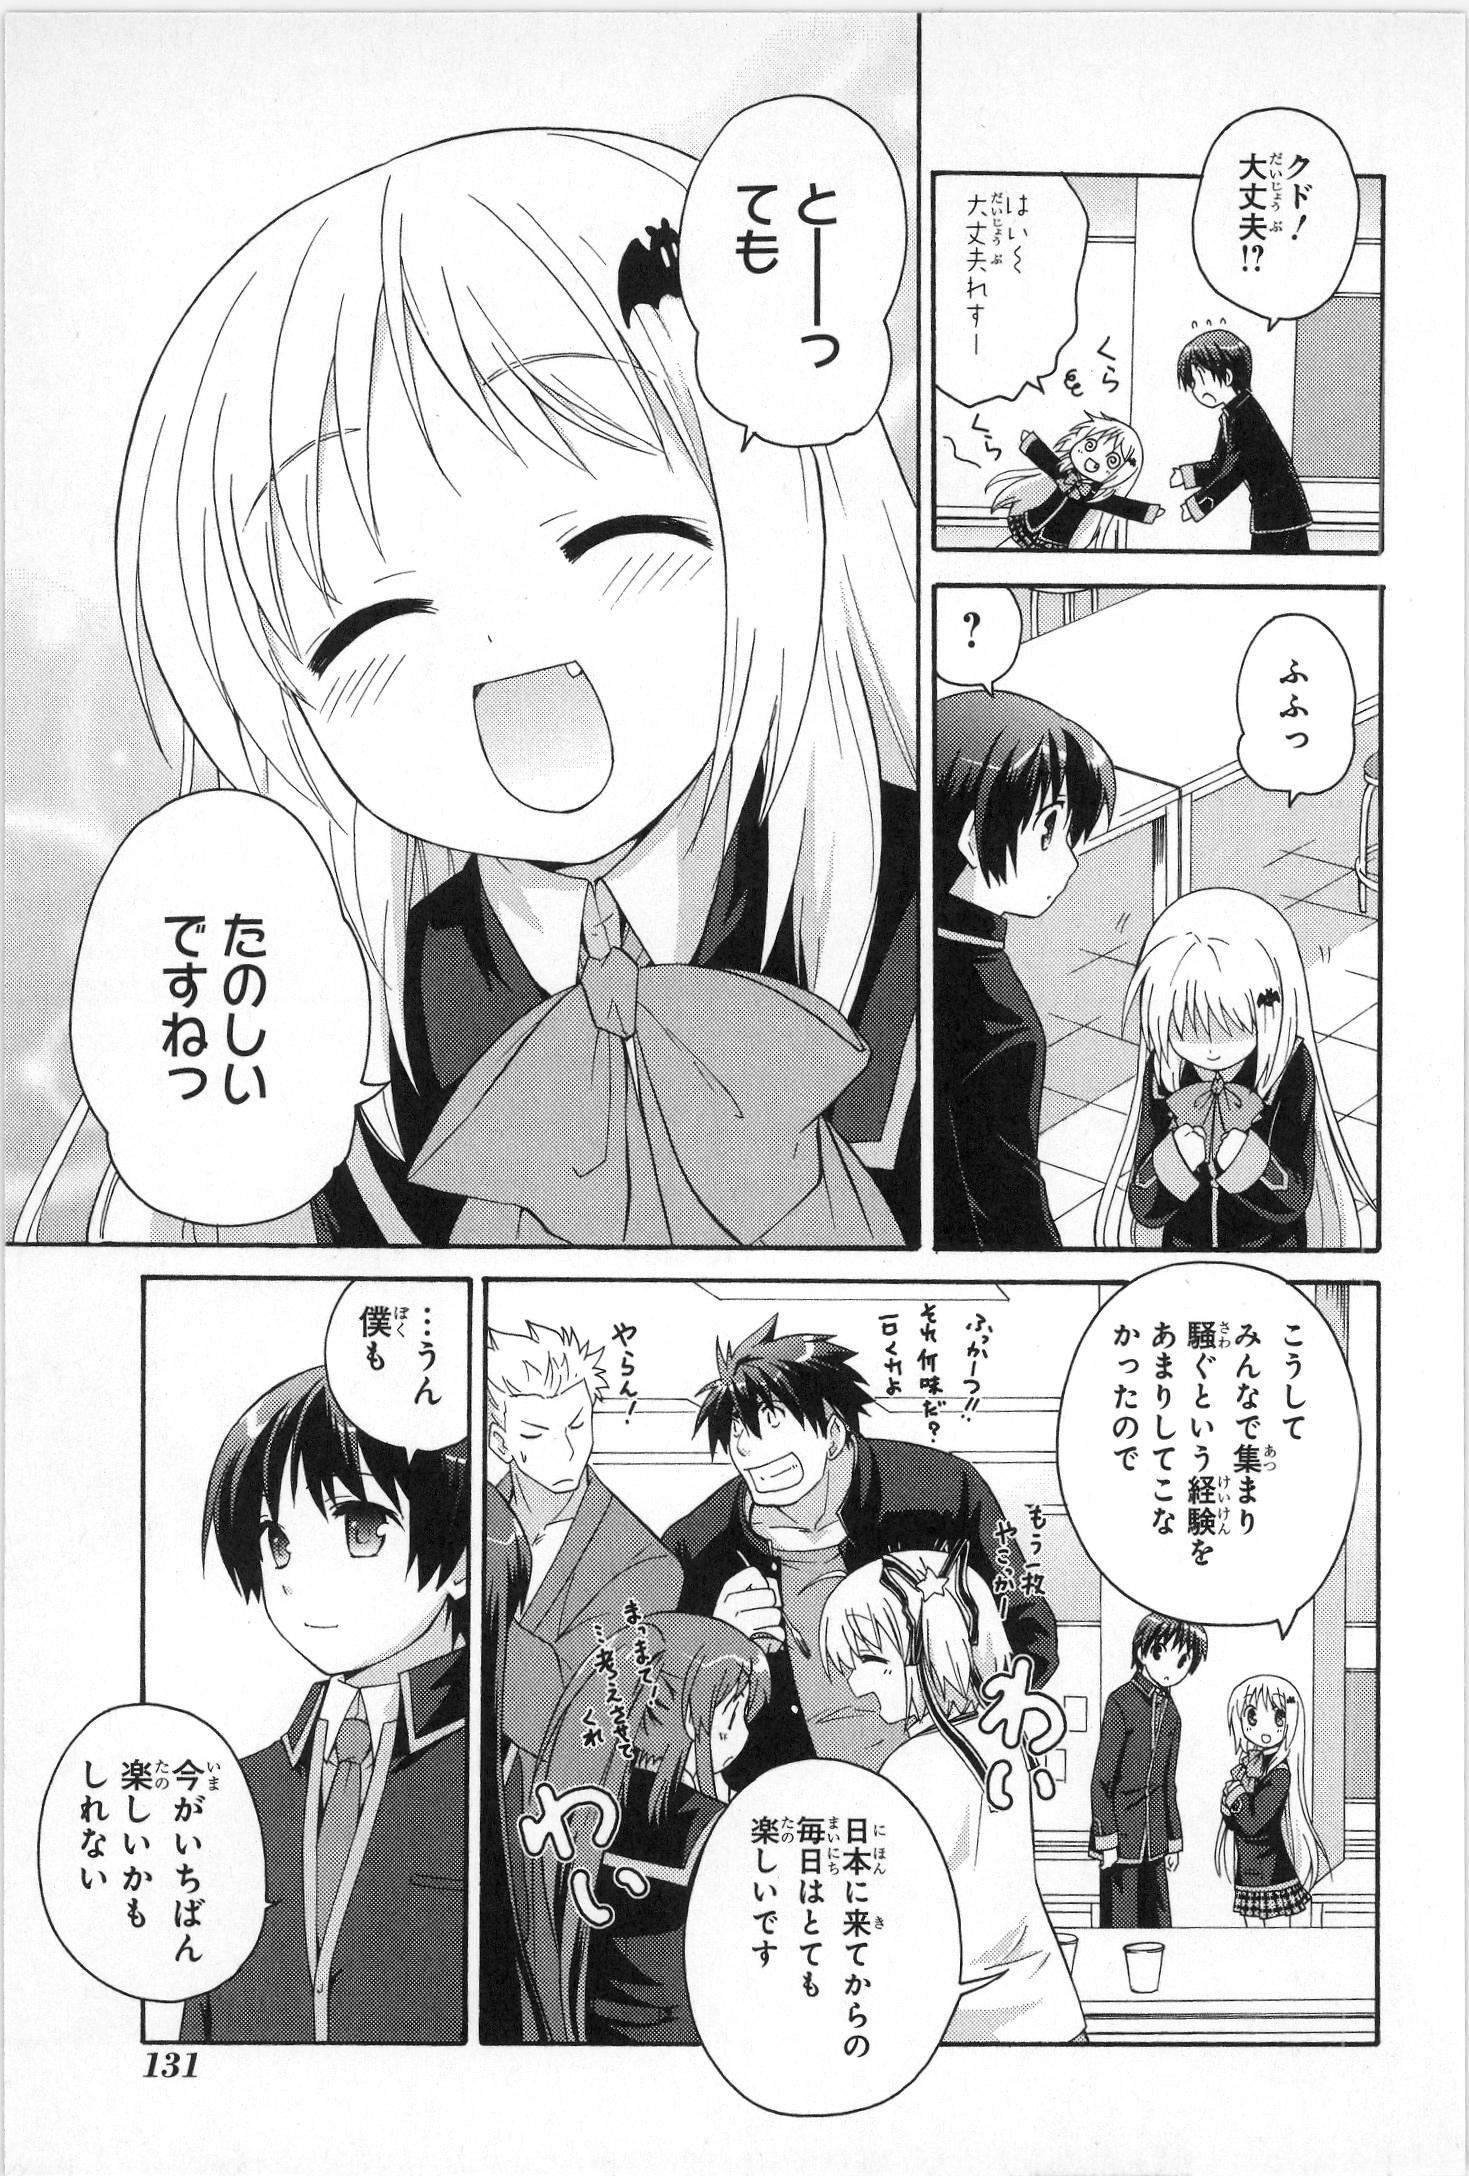 クド！
大丈夫!?
はい〜
大丈夫れすー
くら
くら
ふふっ
？
とーーっ
ても
たのしい
ですねっ
こうして
みんなで集まり
騒ぐという経験を
あまりしてこな
かったので
ふっかーつ!!
それ何味だ？
一口くれよ
やらん！
もう一枚
やこっかー
まっまて！
…考えさせて
くれ
わい
わい
日本に来てからの
毎日はとても
楽しいです
…うん
僕も
今がいちばん
楽しいかも
しれない
131